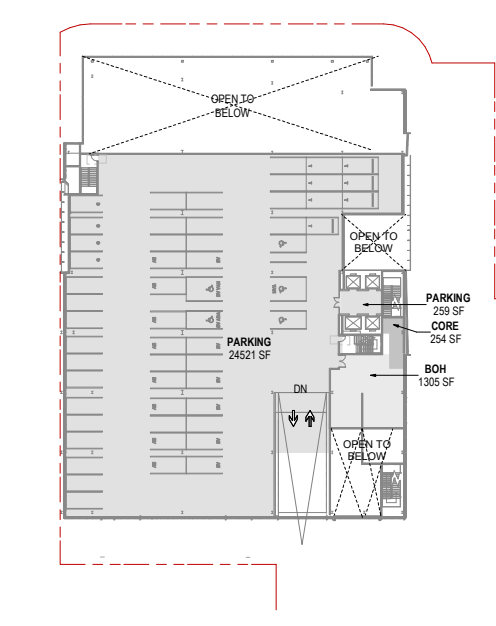 OPEN TO
BELOW
OPEN TO
BELOW
PARKING
259 SF
CORE
254 SF
PARKING
24521 SF
BOH
1305 SF
DN
OPEN TO
BELOW